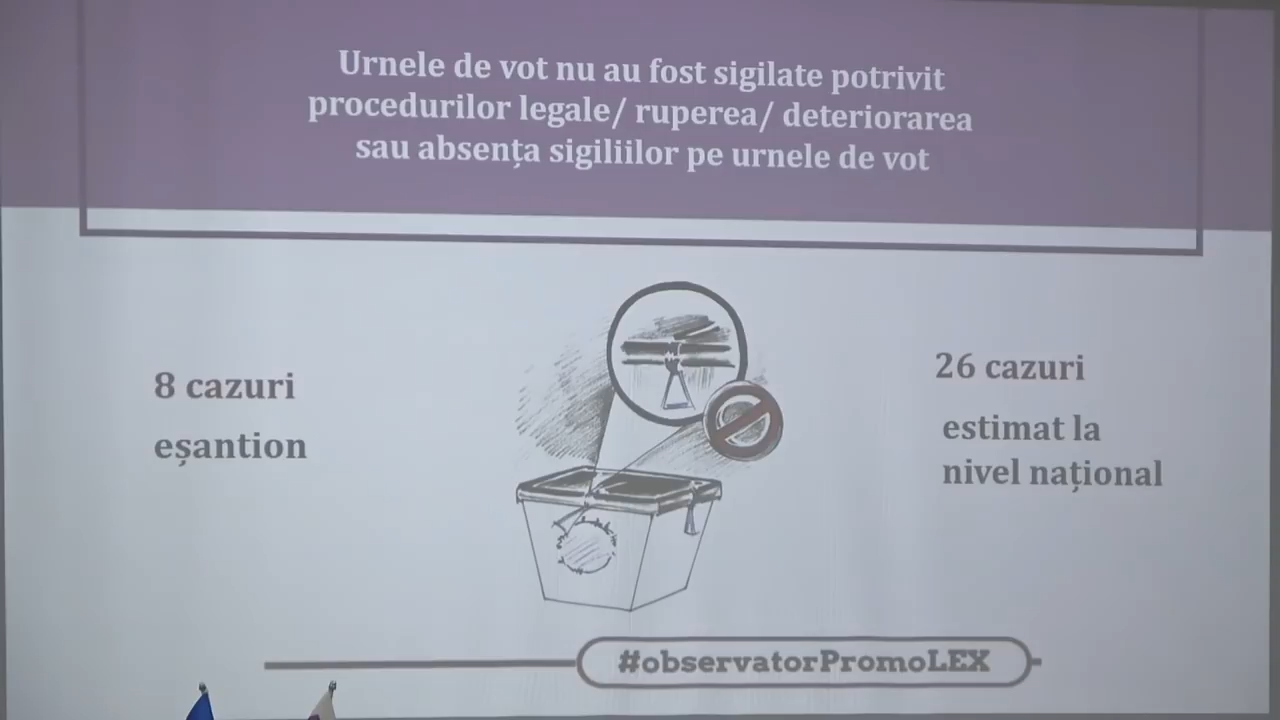 Urnele de vot nu au fost sigilate potrivit
procedurilor legale/ ruperea/ deteriorarea
sau absența sigiliilor pe urnele de vot
8 cazuri
eșantion
26 cazuri
estimat la
nivel național
#observatorPromoLEX